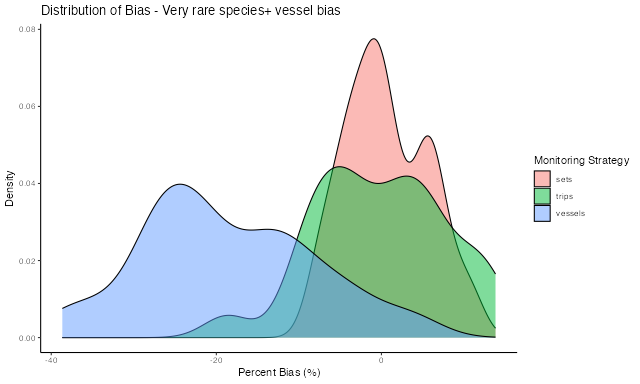 Distribution of Bias - Very rare species+ vessel bias
0.08
0.06
0.04
0.02
0.00
Density
-40
-20
0
Percent Bias (%)
Monitoring Strategy
sets
trips
vessels